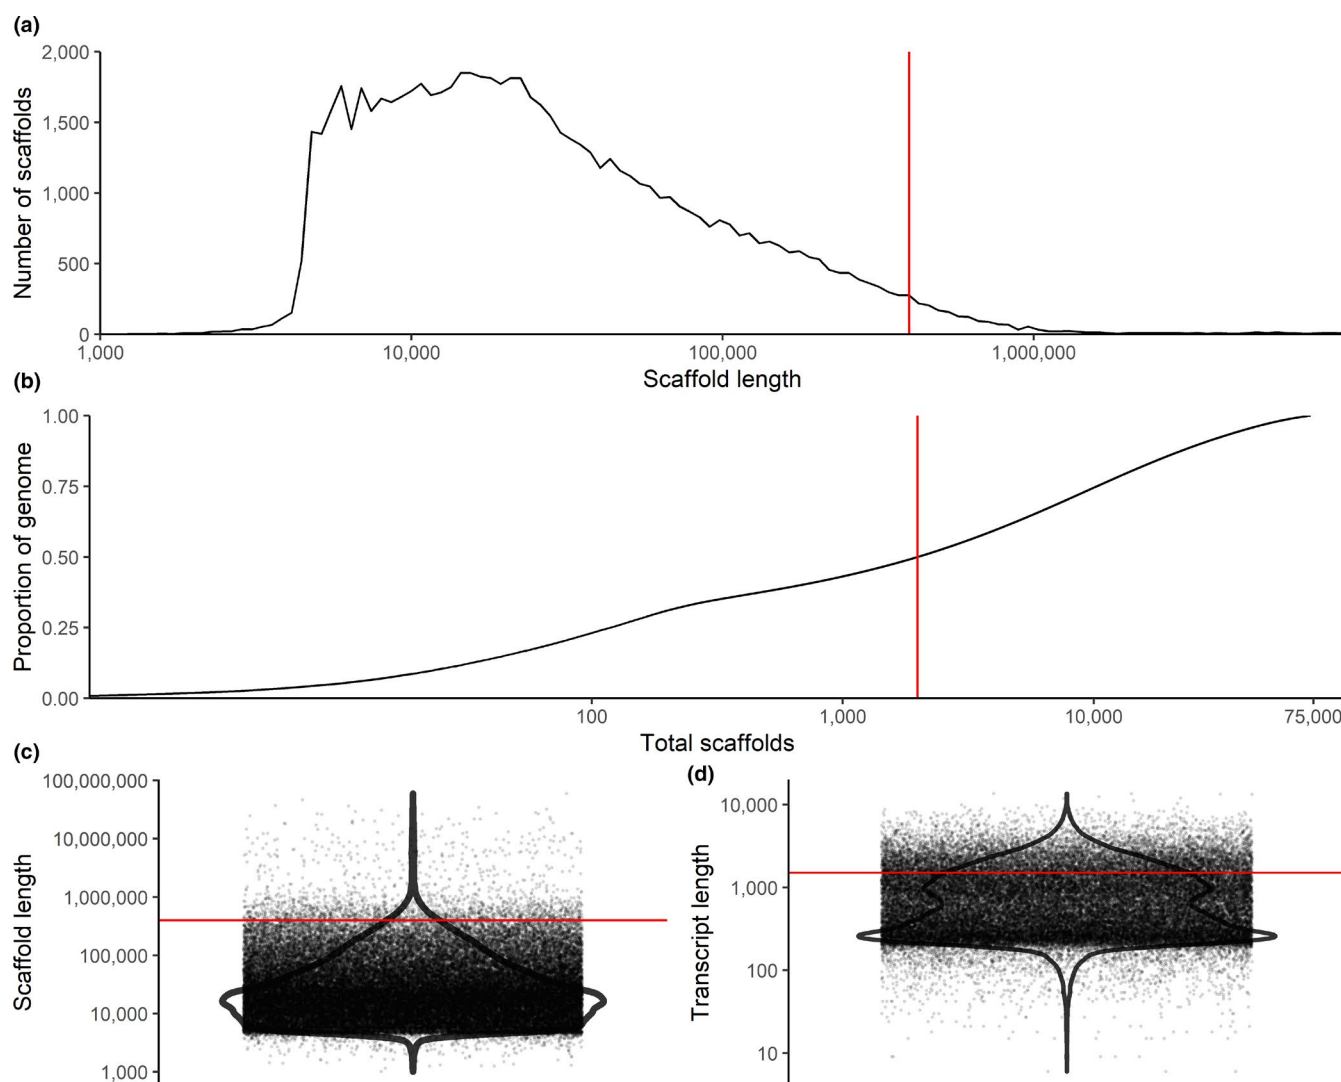 (a)
Number of scaffolds
2,000
1,500
1,000
500
0
1,000 10,000 100,000 1,000,000
Scaffold length
(b)
Proportion of genome
1.00
0.75
0.50
0.25
0.00
100 1,000 10,000 75,000
Total scaffolds
(c)
Scaffold length
100,000,000
10,000,000
1,000,000
100,000
10,000
1,000
(d)
Transcript length
10,000
1,000
100
10